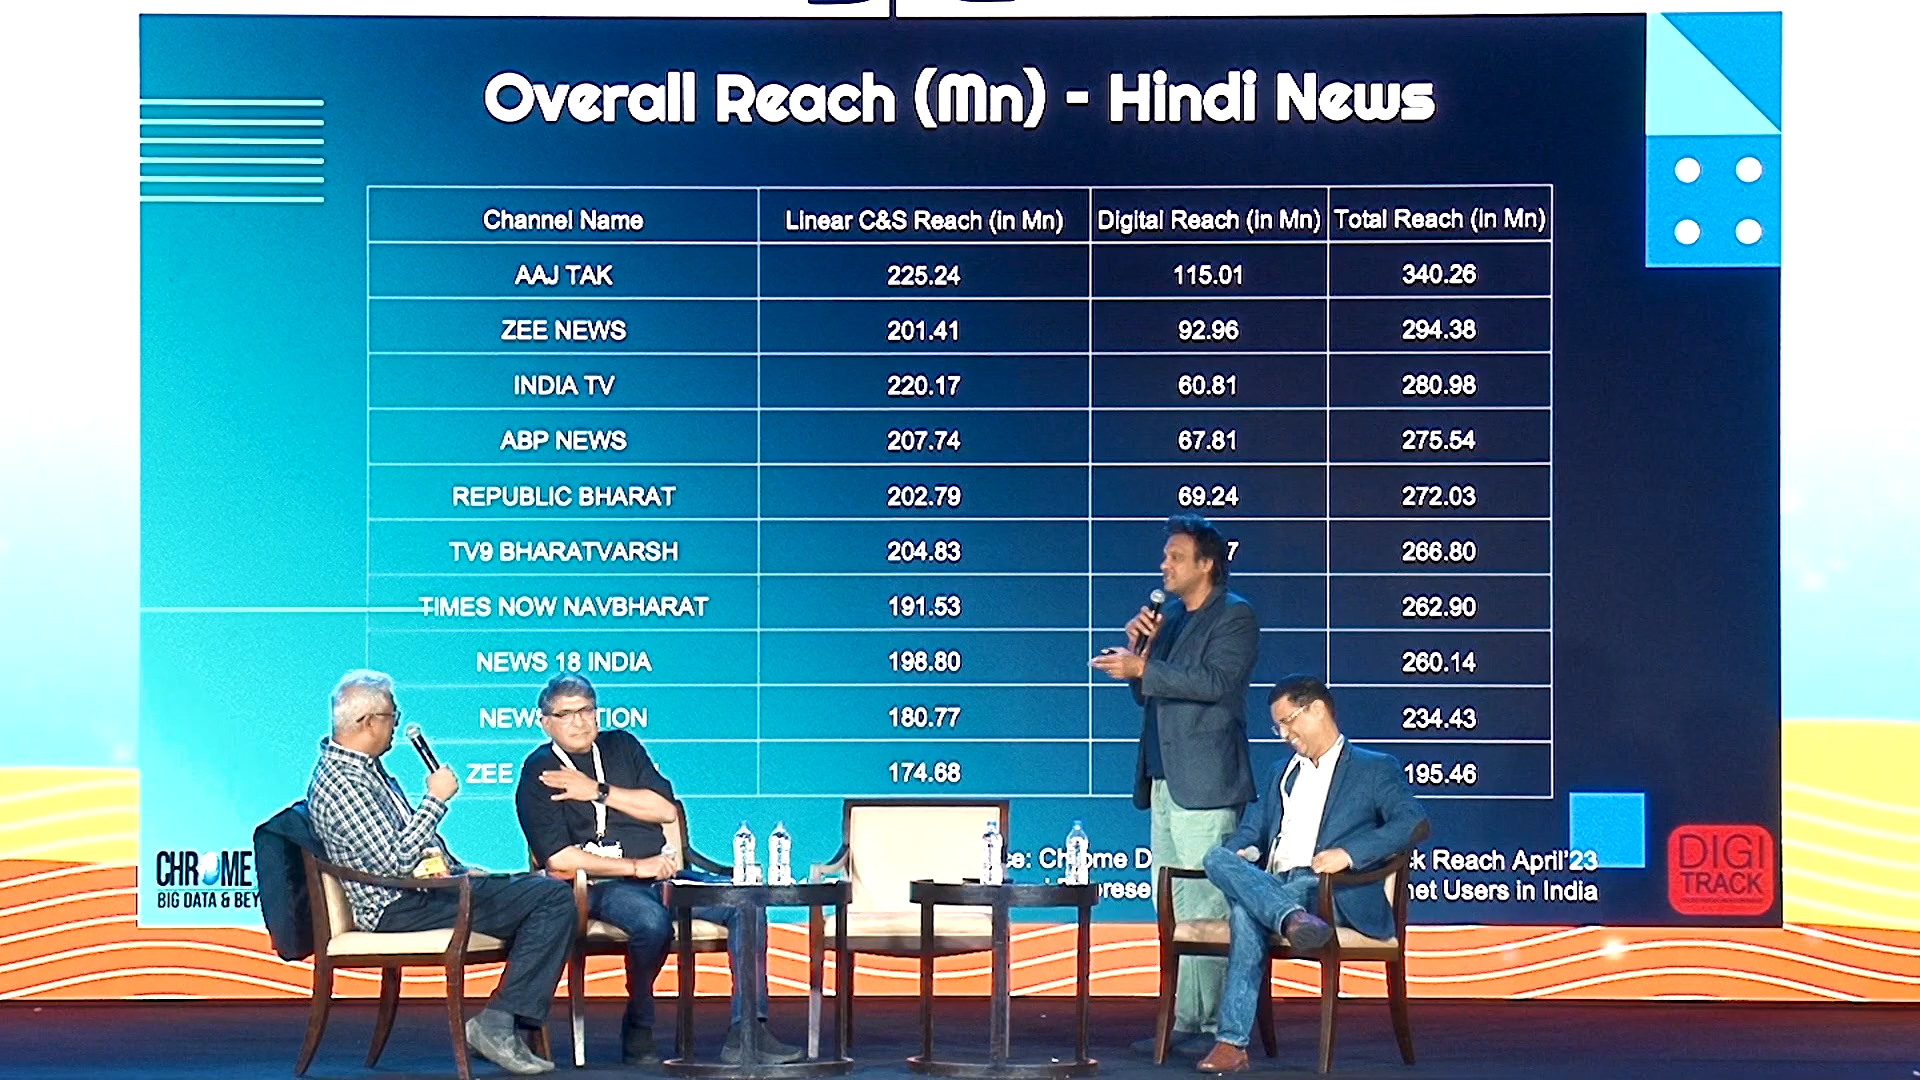 Overall Reach (Mn) - Hindi News
Channel Name Linear C&S Reach (in Mn) Digital Reach (in Mn) Total Reach (in Mn)
AAJ TAK 225.24 115.01 340.26
ZEE NEWS 201.41 92.96 294.38
INDIA TV 220.17 60.81 280.98
ABP NEWS 207.74 67.81 275.54
REPUBLIC BHARAT 202.79 69.24 272.03
TV9 BHARATVARSH 204.83 7 266.80
TIMES NOW NAVBHARAT 191.53 262.90
NEWS 18 INDIA 198.80 260.14
NEWS 180.77 234.43
ZEE 174.68 195.46
Reach April'23
Users in India
CHROME
BIG DATA &
DIGI
TRACK